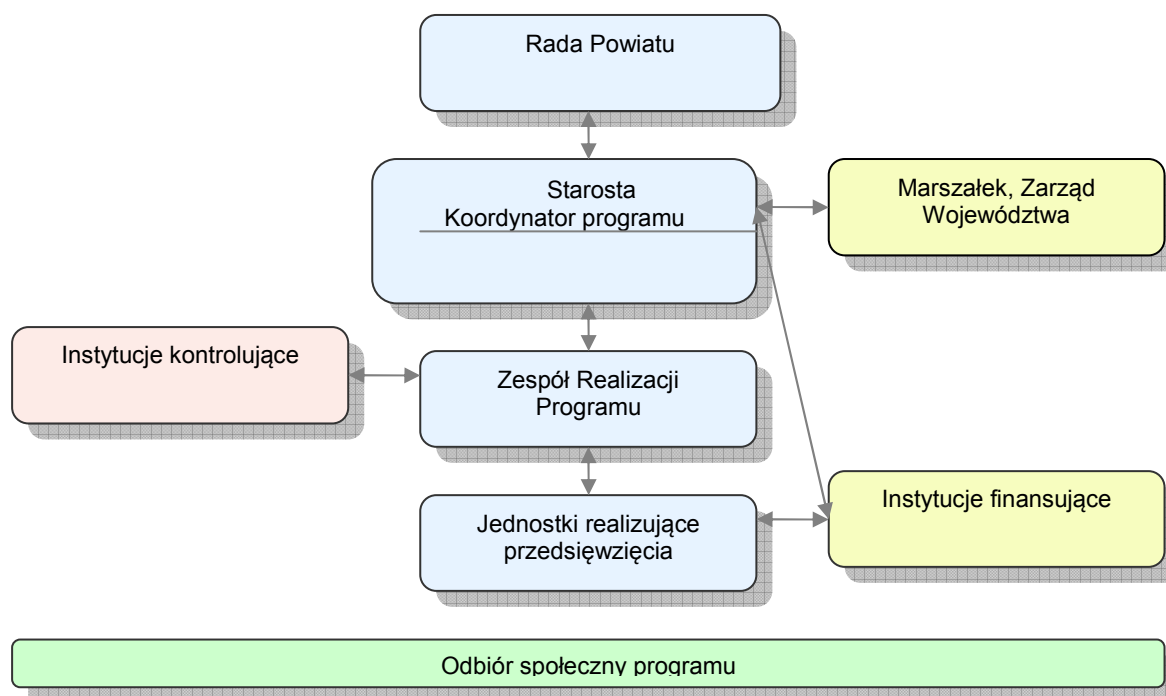 Rada Powiatu
Starosta
Koordynator programu
Marszałek, Zarząd
Województwa
Instytucje kontrolujące
Zespół Realizacji
Programu
Jednostki realizujące
przedsięwzięcia
Instytucje finansujące
Odbiór społeczny programu